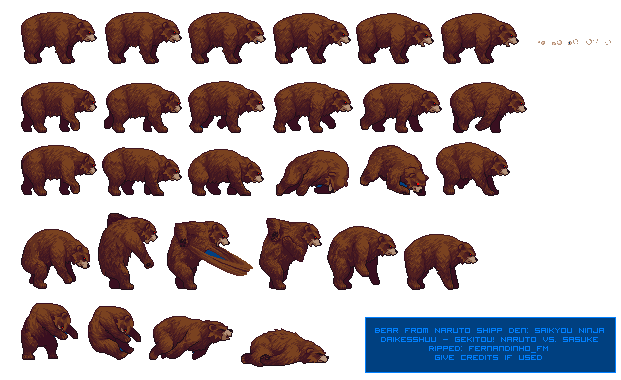 BEAR FROM NARUTO SHIPP DEN: SAIKYOU NINJA
DAIKESSHUU - GEKITOU! NARUTO VS. SASUKE
RIPPED: FERNANDINHO_FM
GIVE CREDITS IF USED